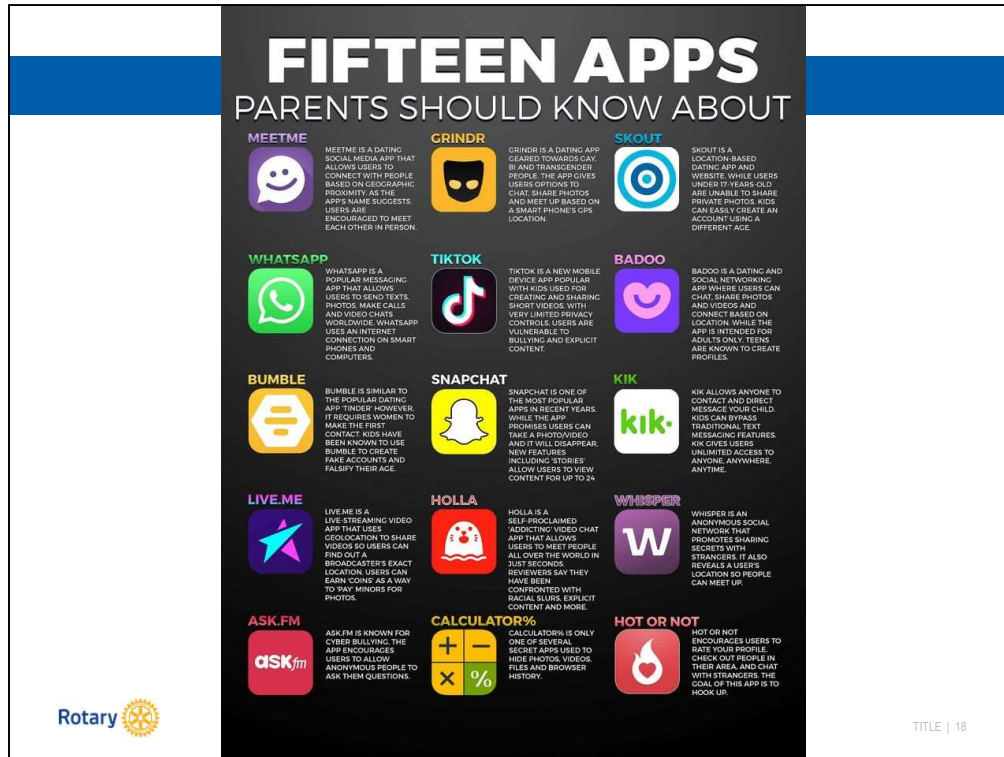 FIFTEEN APPS
PARENTS SHOULD KNOW ABOUT
MEETME
MEETME IS A DATING
SOCIAL MEDIA APP THAT
ALLOWS USERS TO
CONNECT WITH PEOPLE
BASED ON GEOGRAPHIC
PROXIMITY. AS THE
APP'S NAME SUGGESTS,
USERS ARE
ENCOURAGED TO MEET
EACH OTHER IN PERSON.
GRINDR
GRINDR IS A DATING APP
GEARED TOWARDS GAY,
BI AND TRANSGENDER
PEOPLE. THE APP GIVES
USERS OPTIONS TO
CHAT, SHARE PHOTOS
AND MEET UP BASED ON
A SMART PHONE'S GPS
LOCATION.
SKOUT
SKOUT IS A
LOCATION-BASED
DATING APP AND
WEBSITE. WHILE USERS
UNDER 17-YEARS-OLD
ARE UNABLE TO SHARE
PRIVATE PHOTOS, KIDS
CAN EASILY CREATE AN
ACCOUNT USING A
DIFFERENT AGE.
WHATSAPP
WHATSAPP IS A
POPULAR MESSAGING
APP THAT ALLOWS
USERS TO SEND TEXTS,
PHOTOS, MAKE CALLS
AND VIDEO CHATS
WORLDWIDE. WHATSAPP
USES AN INTERNET
CONNECTION ON SMART
PHONES AND
COMPUTERS.
TIKTOK
TIKTOK IS A NEW MOBILE
DEVICE APP POPULAR
WITH KIDS USED FOR
CREATING AND SHARING
SHORT VIDEOS. WITH
VERY LIMITED PRIVACY
CONTROLS, USERS ARE
VULNERABLE TO
BULLYING AND EXPLICIT
CONTENT.
BADOO
BADOO IS A DATING AND
SOCIAL NETWORKING
APP WHERE USERS CAN
CHAT, SHARE PHOTOS
AND VIDEOS AND
CONNECT BASED ON
LOCATION. WHILE THE
APP IS INTENDED FOR
ADULTS ONLY, TEENS
ARE KNOWN TO CREATE
PROFILES.
BUMBLE
BUMBLE IS SIMILAR TO
THE POPULAR DATING
APP 'TINDER' HOWEVER,
IT REQUIRES WOMEN TO
MAKE THE FIRST
CONTACT. KIDS HAVE
BEEN KNOWN TO USE
BUMBLE TO CREATE
FAKE ACCOUNTS AND
FALSIFY THEIR AGE.
SNAPCHAT
SNAPCHAT IS ONE OF
THE MOST POPULAR
APPS IN RECENT YEARS.
WHILE THE APP
PROMISES USERS CAN
TAKE A PHOTO/VIDEO
AND IT WILL DISAPPEAR,
NEW FEATURES
INCLUDING 'STORIES'
ALLOW USERS TO VIEW
CONTENT FOR UP TO 24
KIK
kik·
KIK ALLOWS ANYONE TO
CONTACT AND DIRECT
MESSAGE YOUR CHILD.
KIDS CAN BYPASS
TRADITIONAL TEXT
MESSAGING FEATURES.
KIK GIVES USERS
UNLIMITED ACCESS TO
ANYONE, ANYWHERE,
ANYTIME.
LIVE.ME
LIVE.ME IS A
LIVE-STREAMING VIDEO
APP THAT USES
GEOLOCATION TO SHARE
VIDEOS SO USERS CAN
FIND OUT A
BROADCASTER'S EXACT
LOCATION. USERS CAN
EARN 'COINS' AS A WAY
TO 'PAY' MINORS FOR
PHOTOS.
HOLLA
HOLLA IS A
SELF-PROCLAIMED
'ADDICTING' VIDEO CHAT
APP THAT ALLOWS
USERS TO MEET PEOPLE
ALL OVER THE WORLD IN
JUST SECONDS.
REVIEWERS SAY THEY
HAVE BEEN
CONFRONTED WITH
RACIAL SLURS, EXPLICIT
CONTENT AND MORE.
WHISPER
W
WHISPER IS AN
ANONYMOUS SOCIAL
NETWORK THAT
PROMOTES SHARING
SECRETS WITH
STRANGERS. IT ALSO
REVEALS A USER'S
LOCATION SO PEOPLE
CAN MEET UP.
ASK.FM
ASKfm
ASK.FM IS KNOWN FOR
CYBER BULLYING. THE
APP ENCOURAGES
USERS TO ALLOW
ANONYMOUS PEOPLE TO
ASK THEM QUESTIONS.
CALCULATOR%
+ −
× %
CALCULATOR% IS ONLY
ONE OF SEVERAL
SECRET APPS USED TO
HIDE PHOTOS, VIDEOS,
FILES AND BROWSER
HISTORY.
HOT OR NOT
HOT OR NOT
ENCOURAGES USERS TO
RATE YOUR PROFILE,
CHECK OUT PEOPLE IN
THEIR AREA, AND CHAT
WITH STRANGERS. THE
GOAL OF THIS APP IS TO
HOOK UP.
Rotary
TITLE | 18